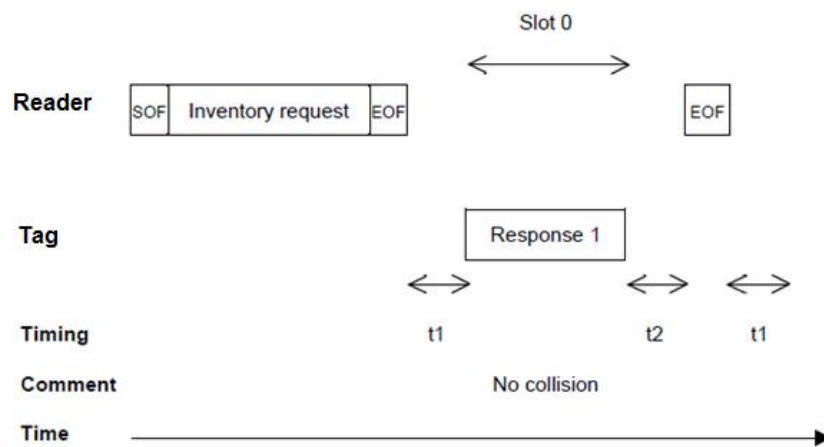 Slot 0
Reader
SOF Inventory request EOF EOF
Tag
Response 1
Timing t1 t2 t1
Comment No collision
Time